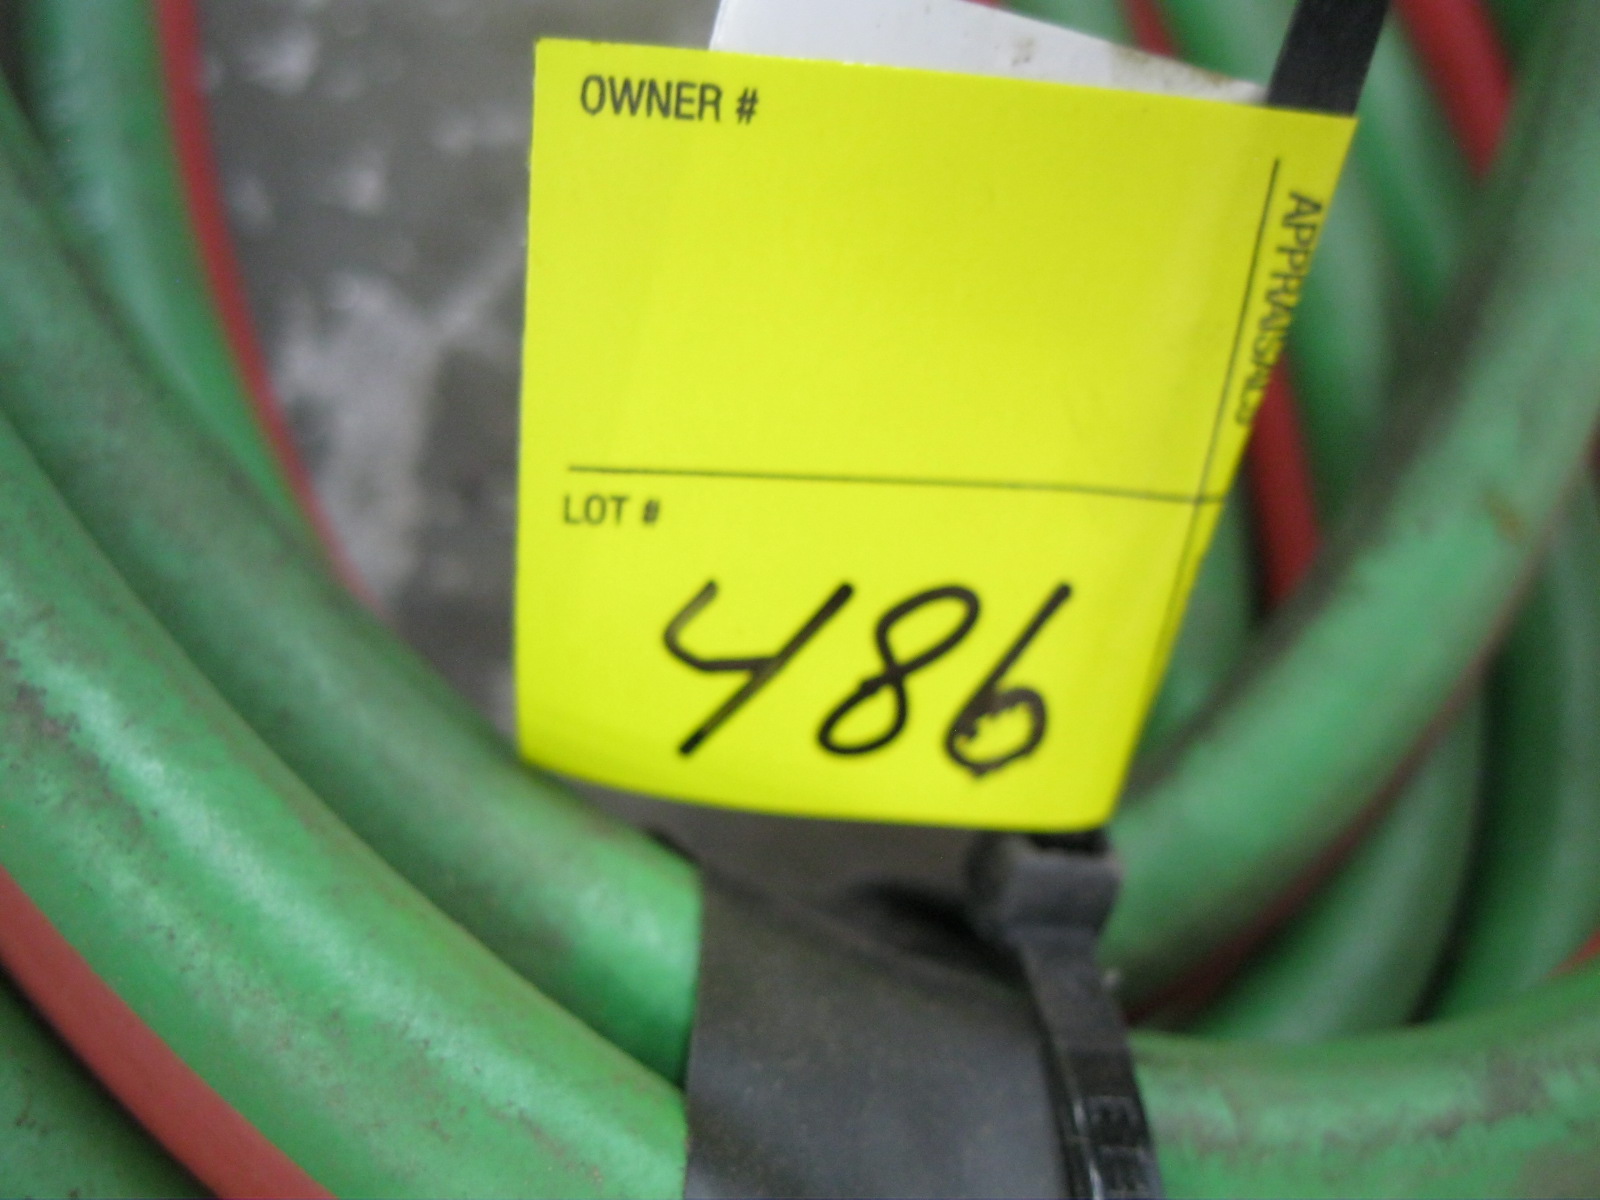 OWNER #
APPRAISALS
LOT #
486